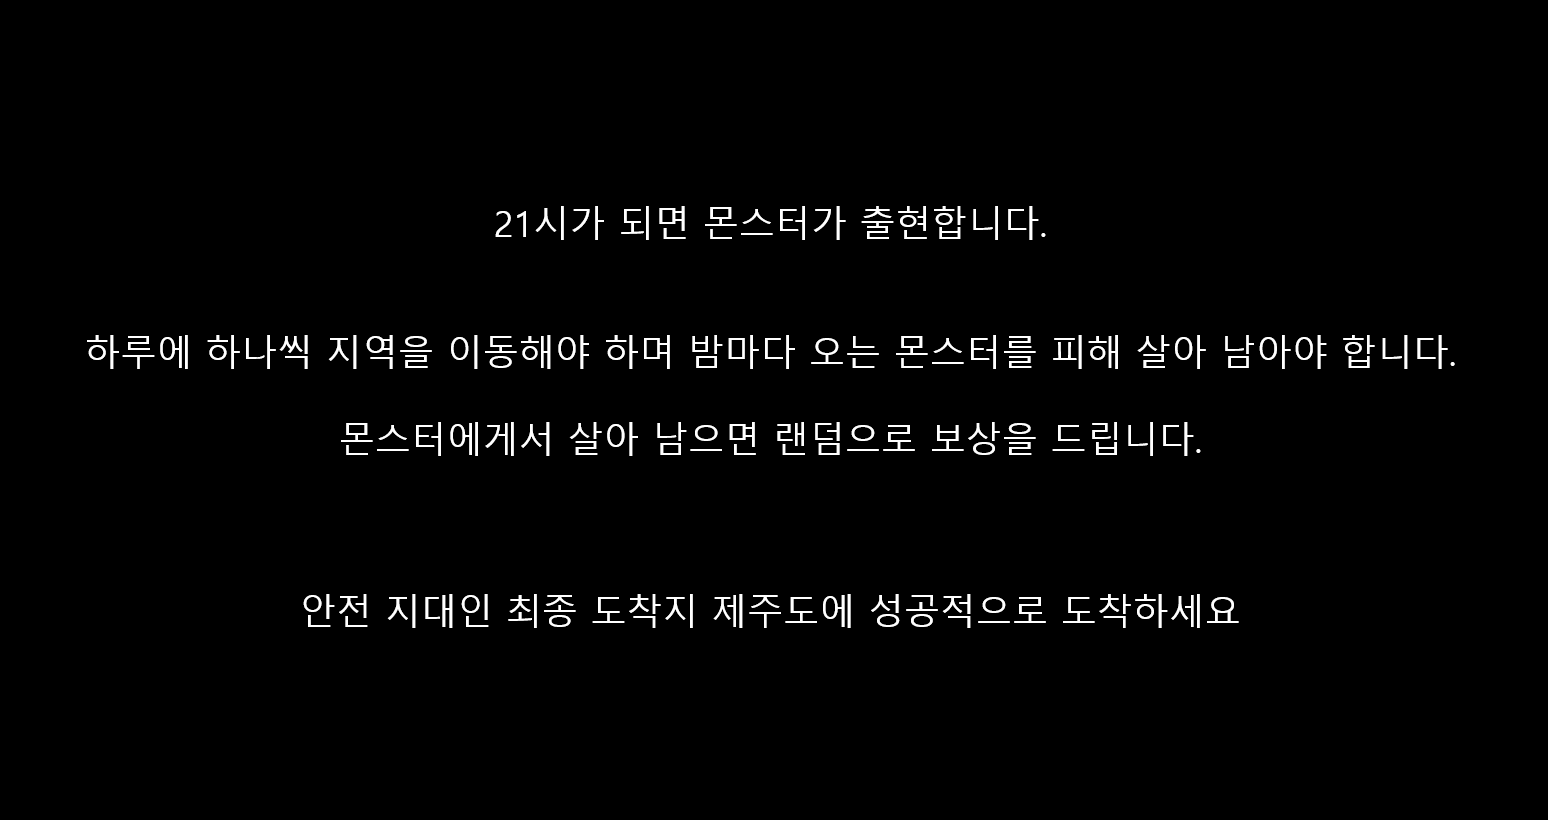 21시가 되면 몬스터가 출현합니다.
하루에 하나씩 지역을 이동해야 하며 밤마다 오는 몬스터를 피해 살아 남아야 합니다.
몬스터에게서 살아 남으면 랜덤으로 보상을 드립니다.
안전 지대인 최종 도착지 제주도에 성공적으로 도착하세요